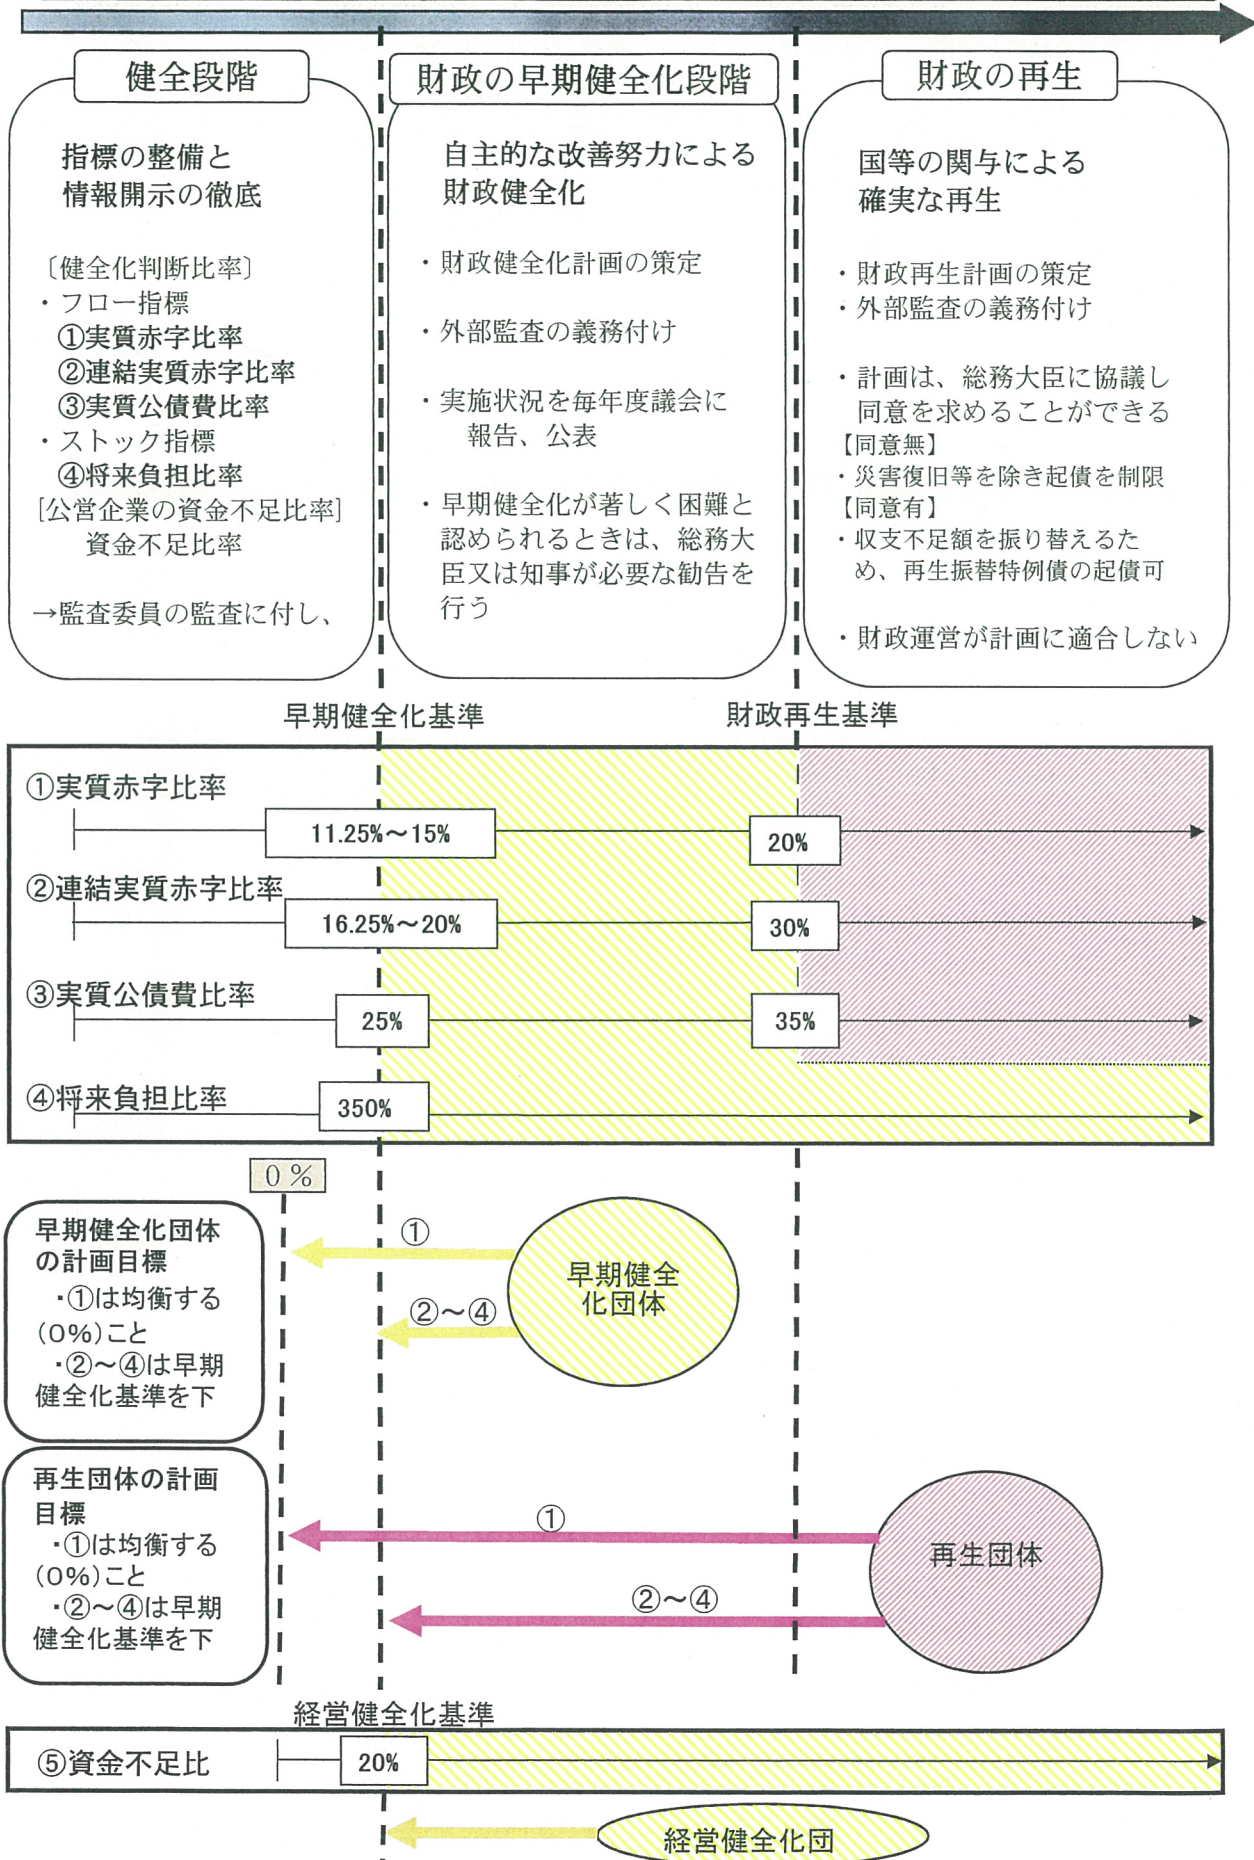 健全段階
指標の整備と
情報開示の徹底
〔健全化判断比率〕
・フロー指標
①実質赤字比率
②連結実質赤字比率
③実質公債費比率
・ストック指標
④将来負担比率
[公営企業の資金不足比率]
資金不足比率
→監査委員の監査に付し、
財政の早期健全化段階
自主的な改善努力による
財政健全化
・財政健全化計画の策定
・外部監査の義務付け
・実施状況を毎年度議会に
報告、公表
・早期健全化が著しく困難と
認められるときは、総務大
臣又は知事が必要な勧告を
行う
財政の再生
国等の関与による
確実な再生
・財政再生計画の策定
・外部監査の義務付け
・計画は、総務大臣に協議し
同意を求めることができる
【同意無】
・災害復旧等を除き起債を制限
【同意有】
・収支不足額を振り替えるた
め、再生振替特例債の起債可
・財政運営が計画に適合しない
早期健全化基準
財政再生基準
①実質赤字比率
11.25%～15%
20%
②連結実質赤字比率
16.25%～20%
30%
③実質公債費比率
25%
35%
④将来負担比率
350%
0%
早期健全化団体
の計画目標
・①は均衡する
(0%)こと
・②～④は早期
健全化基準を下
①
②～④
早期健全
化団体
再生団体の計画
目標
・①は均衡する
(0%)こと
・②～④は早期
健全化基準を下
①
②～④
再生団体
経営健全化基準
⑤資金不足比
20%
経営健全化団